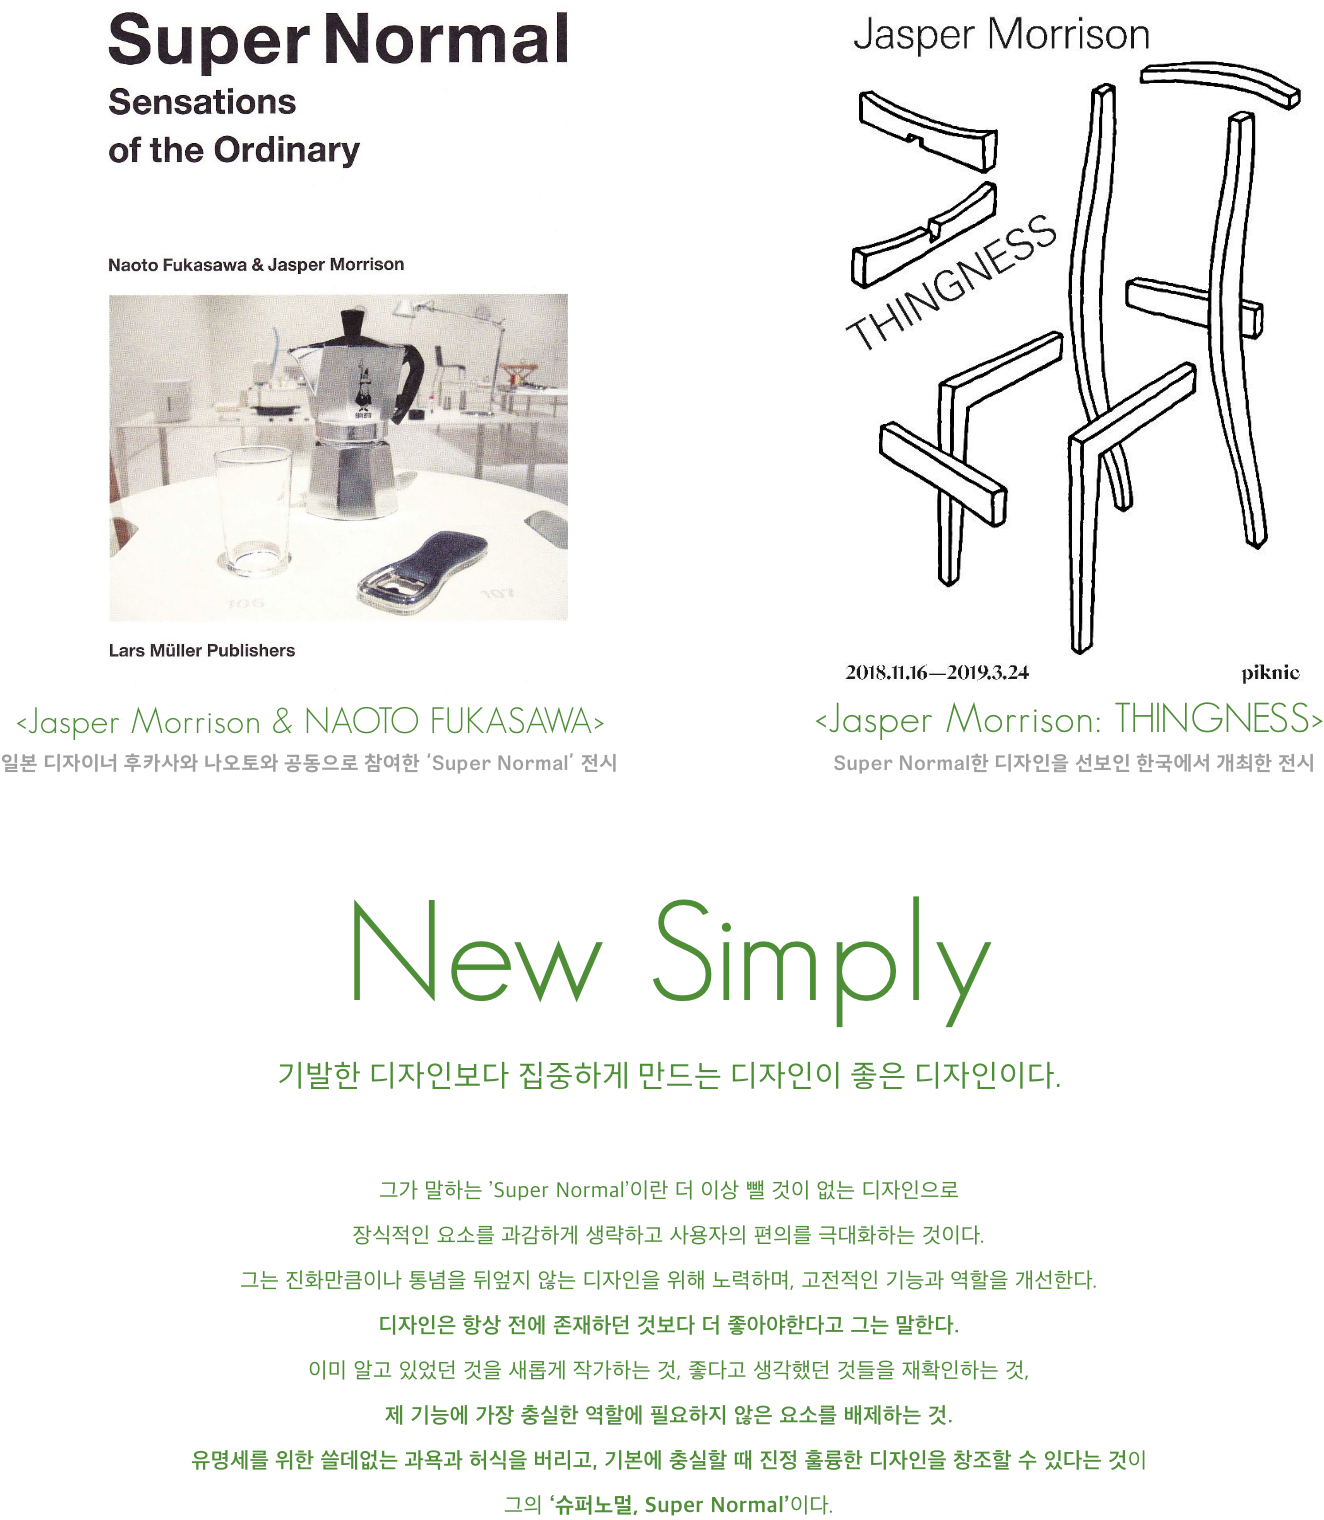 Super Normal
Sensations
of the Ordinary
Naoto Fukasawa & Jasper Morrison
106
107
Lars Müller Publishers
<Jasper Morrison & NAOTO FUKASAWA>
일본 디자이너 후카사와 나오토와 공동으로 참여한 ‘Super Normal’ 전시
Jasper Morrison
THINGNESS
2018.11.16—2019.3.24 piknic
<Jasper Morrison: THINGNESS>
Super Normal한 디자인을 선보인 한국에서 개최한 전시
New Simply
기발한 디자인보다 집중하게 만드는 디자인이 좋은 디자인이다.
그가 말하는 ’Super Normal’이란 더 이상 뺄 것이 없는 디자인으로
장식적인 요소를 과감하게 생략하고 사용자의 편의를 극대화하는 것이다.
그는 진화만큼이나 통념을 뒤엎지 않는 디자인을 위해 노력하며, 고전적인 기능과 역할을 개선한다.
디자인은 항상 전에 존재하던 것보다 더 좋아야한다고 그는 말한다.
이미 알고 있었던 것을 새롭게 작가하는 것, 좋다고 생각했던 것들을 재확인하는 것,
제 기능에 가장 충실한 역할에 필요하지 않은 요소를 배제하는 것.
유명세를 위한 쓸데없는 과욕과 허식을 버리고, 기본에 충실할 때 진정 훌륭한 디자인을 창조할 수 있다는 것이
그의 ‘슈퍼노멀, Super Normal’이다.